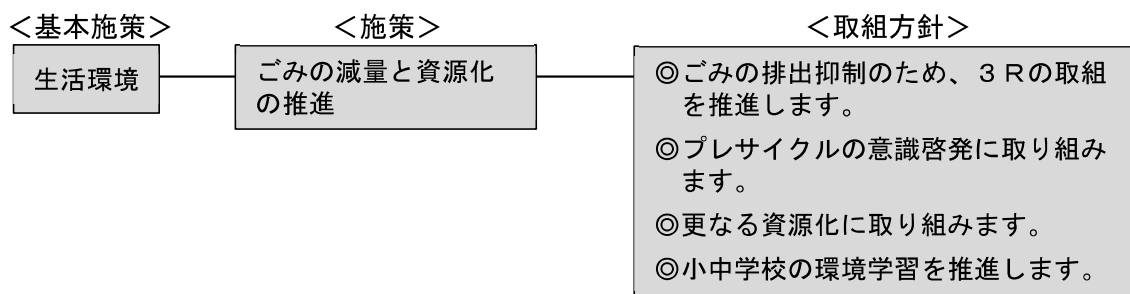 <基本施策>
<施策>
<取組方針>
生活環境
ごみの減量と資源化
の推進
◎ごみの排出抑制のため、３Ｒの取組
を推進します。
◎プレサイクルの意識啓発に取り組み
ます。
◎更なる資源化に取り組みます。
◎小中学校の環境学習を推進します。